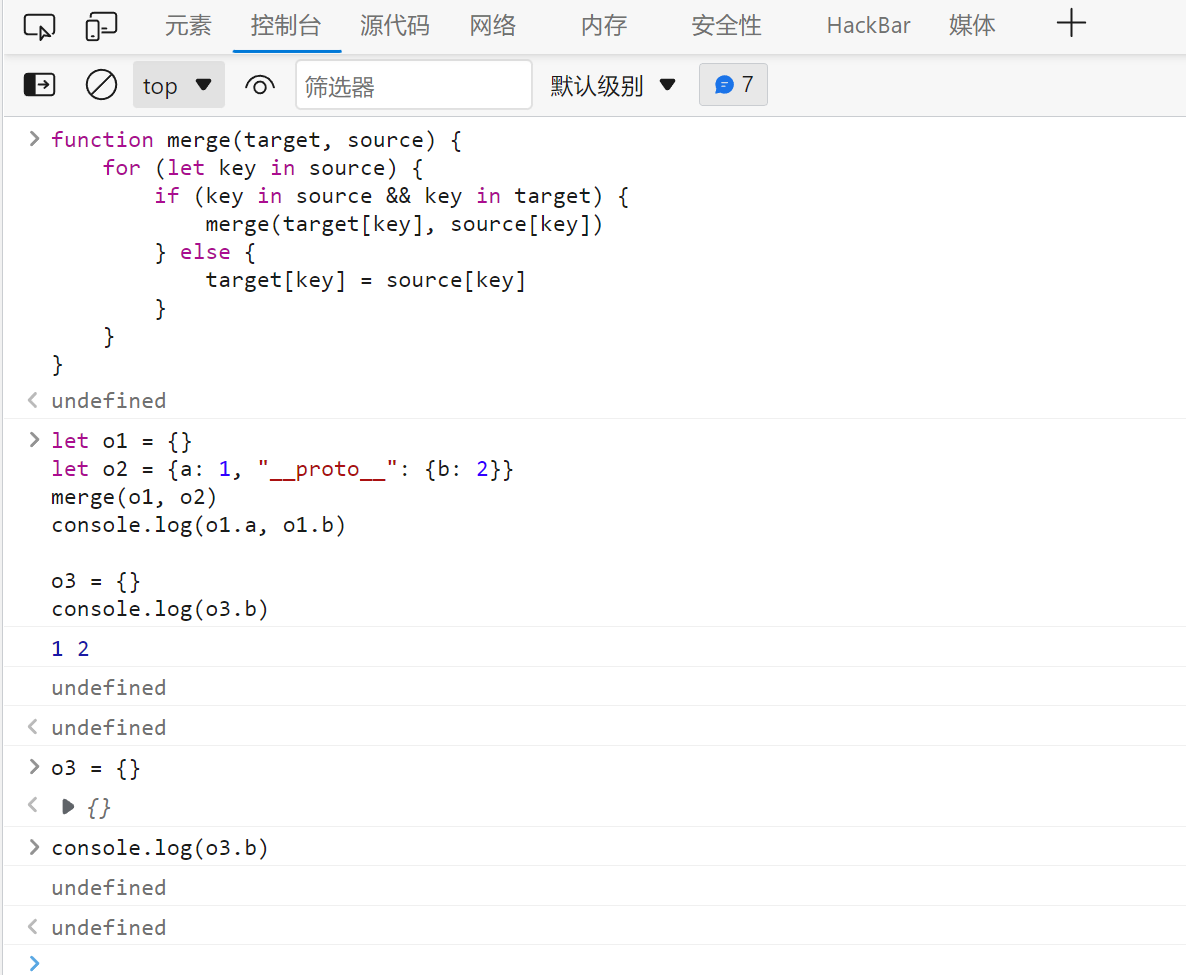 元素 控制台 源代码 网络 内存 安全性 HackBar 媒体
top 筛选器 默认级别 7
function merge(target, source) {
    for (let key in source) {
        if (key in source && key in target) {
            merge(target[key], source[key])
        } else {
            target[key] = source[key]
        }
    }
}
undefined
let o1 = {}
let o2 = {a: 1, "__proto__": {b: 2}}
merge(o1, o2)
console.log(o1.a, o1.b)
o3 = {}
console.log(o3.b)
1 2
undefined
undefined
o3 = {}
{}
console.log(o3.b)
undefined
undefined